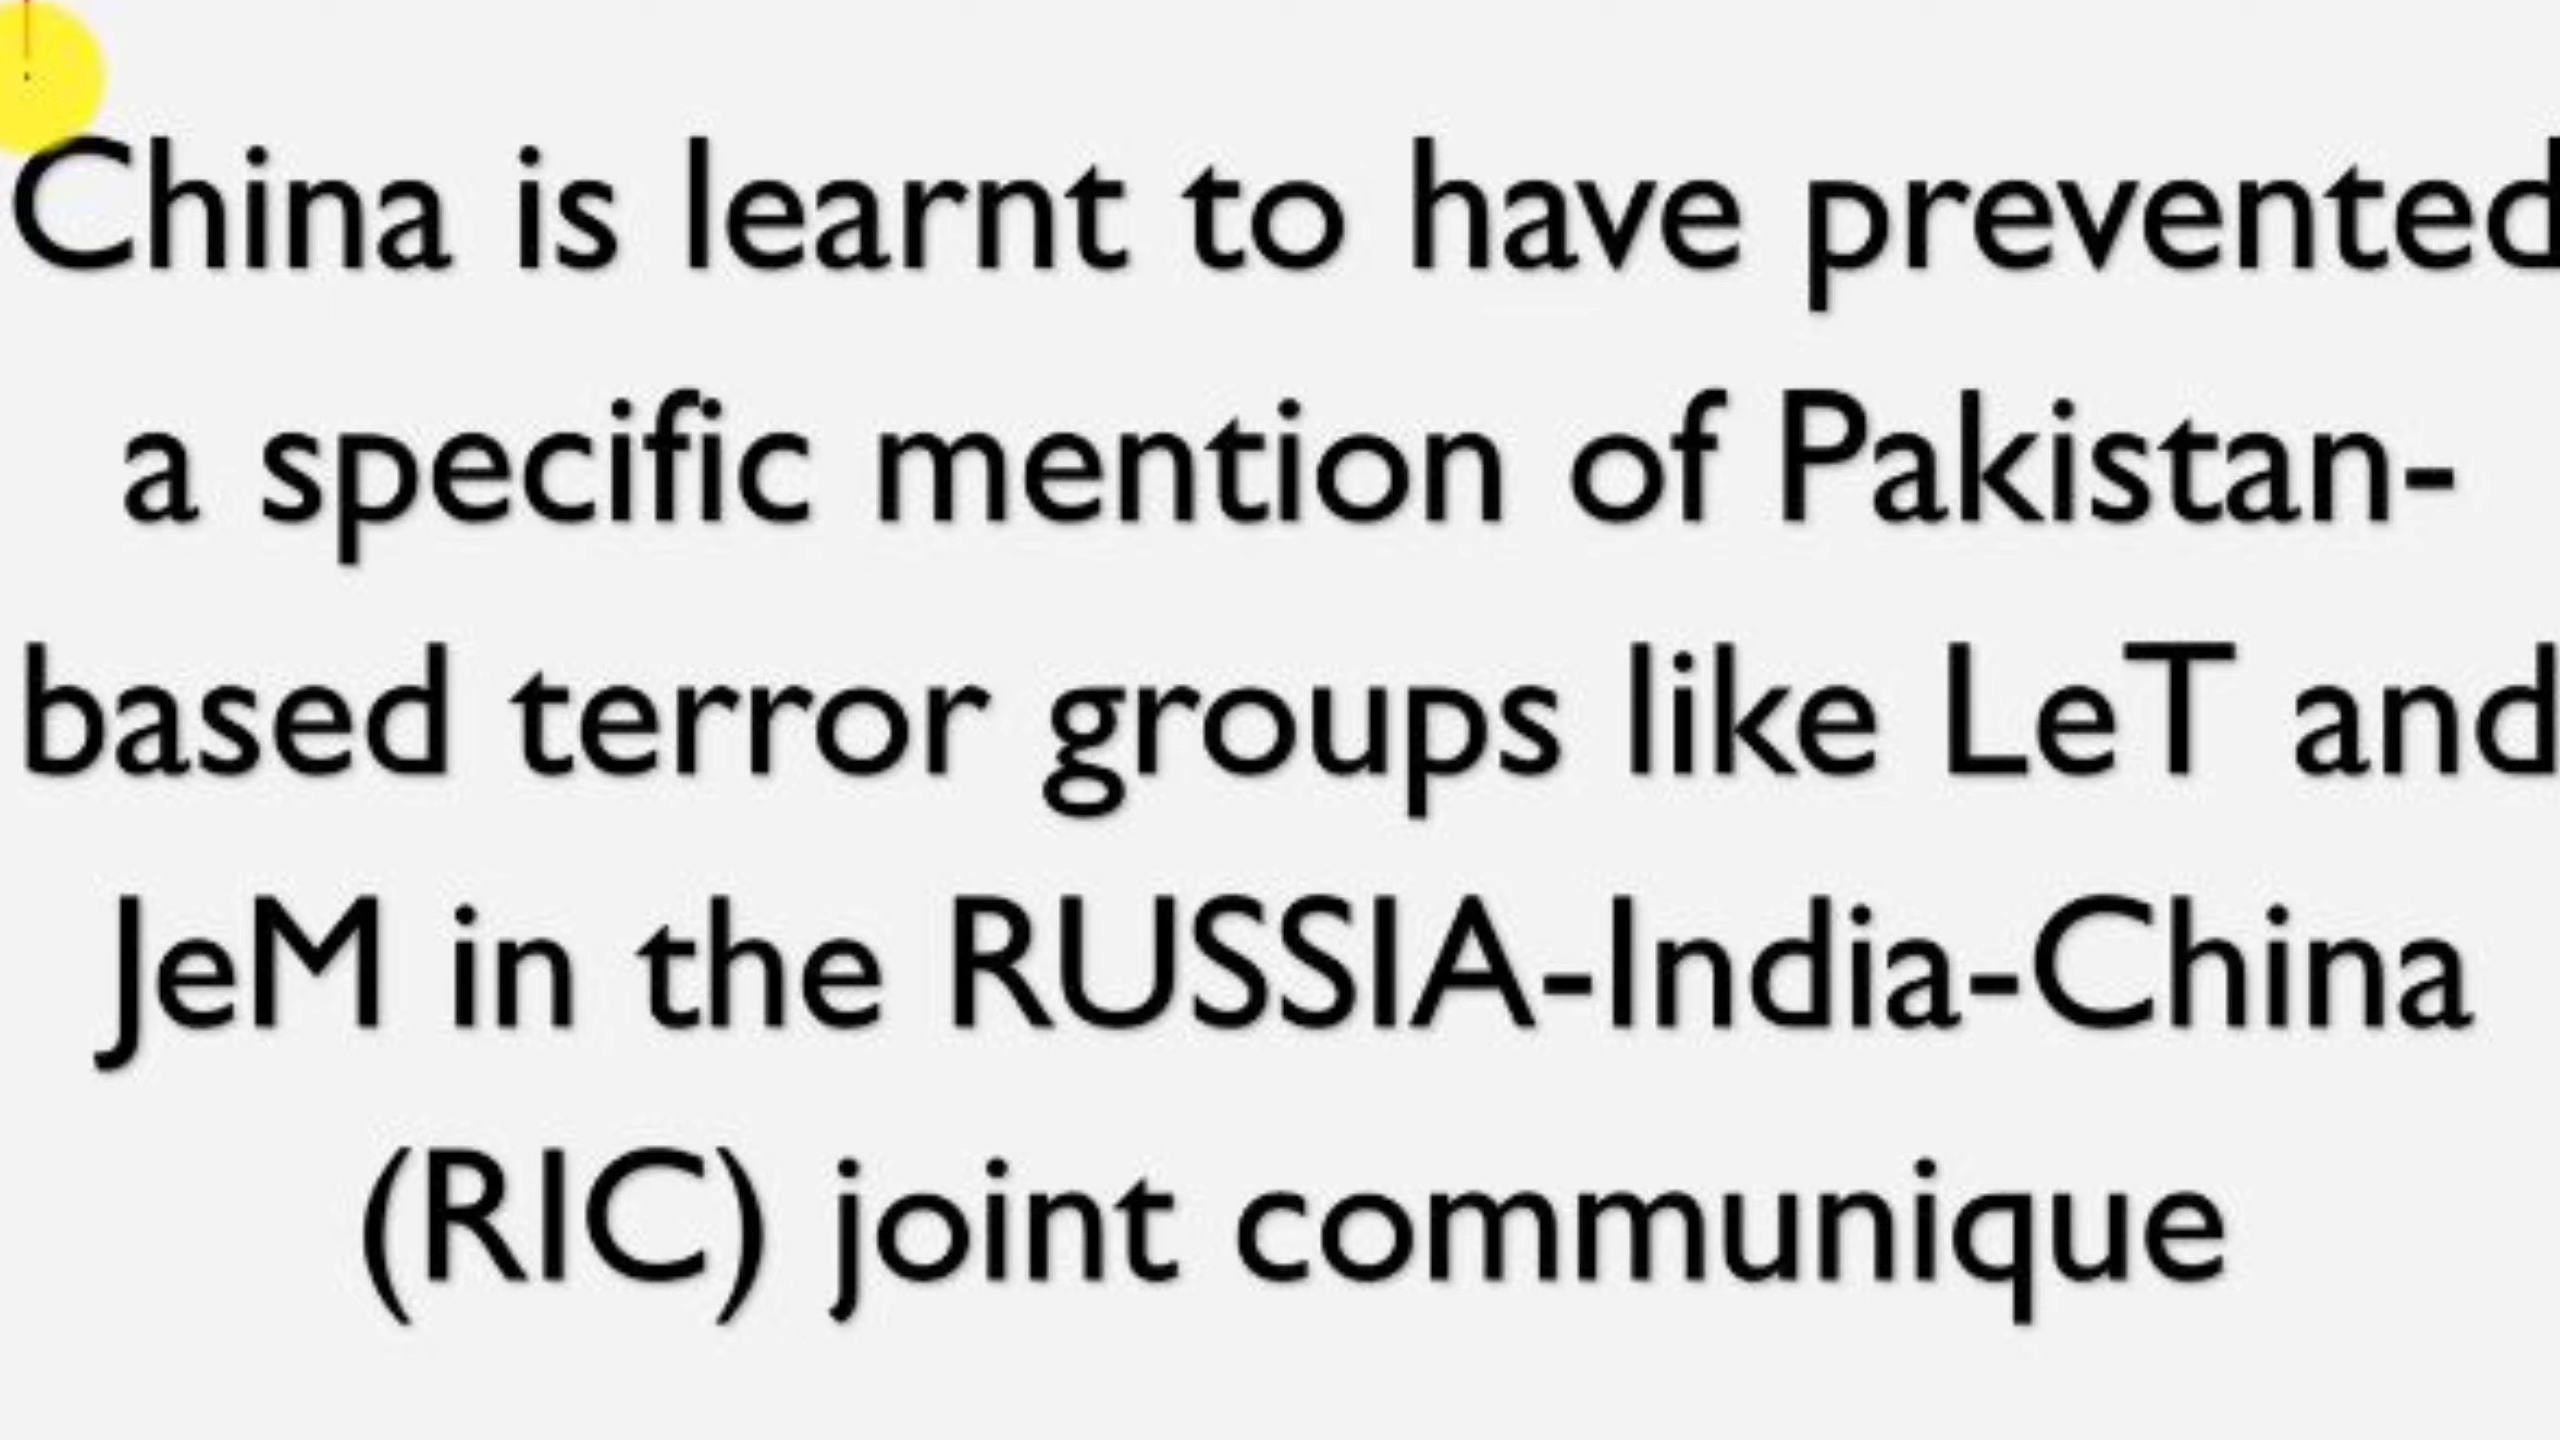 China is learnt to have prevented
a specific mention of Pakistan-
based terror groups like LeT and
JeM in the RUSSIA-India-China
(RIC) joint communique